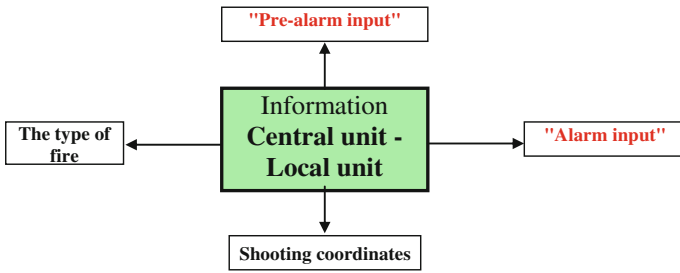 "Pre-alarm input"
Information
Central unit -
Local unit
The type of
fire
"Alarm input"
Shooting coordinates